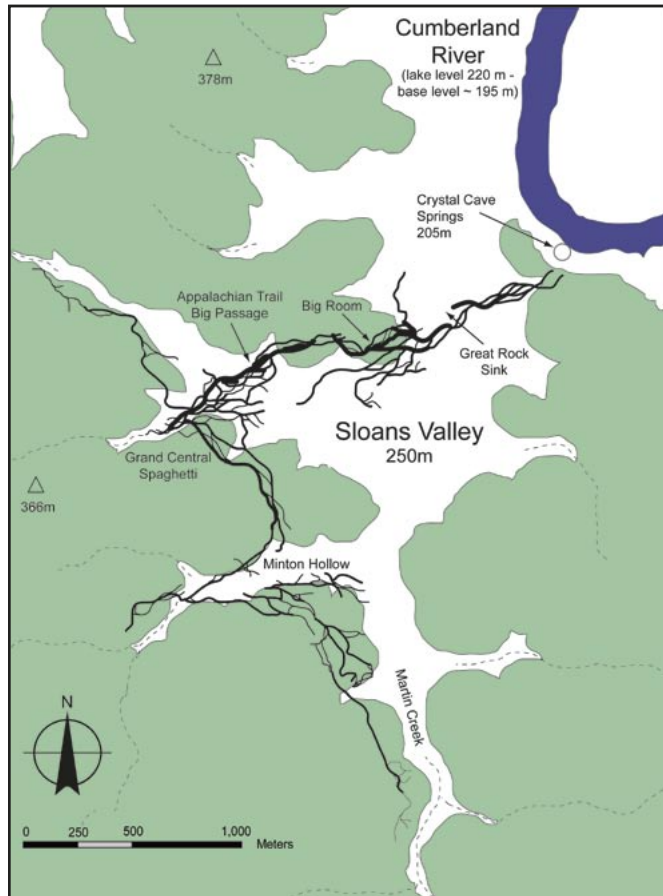 Cumberland
River
(lake level 220 m -
base level ~ 195 m)
378m
Crystal Cave
Springs
205m
Appalachian Trail
Big Passage
Big Room
Great Rock
Sink
Sloans Valley
250m
Grand Central
Spaghetti
366m
Minton Hollow
Martin Creek
N
0 250 500 1,000
Meters